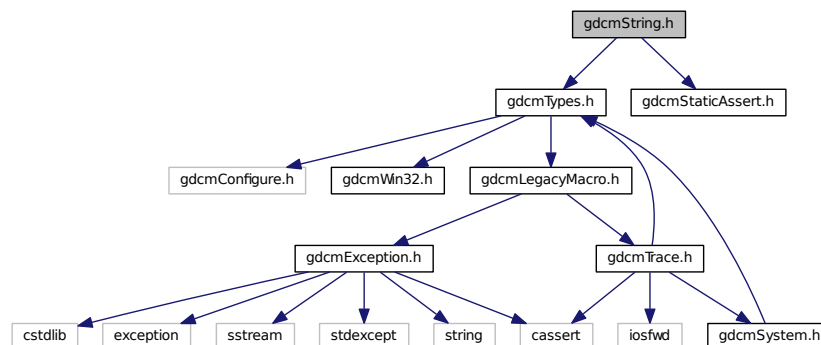 gdcmString.h
gdcmTypes.h
gdcmStaticAssert.h
gdcmConfigure.h
gdcmWin32.h
gdcmLegacyMacro.h
gdcmException.h
gdcmTrace.h
cstdlib
exception
sstream
stdexcept
string
cassert
iosfwd
gdcmSystem.h